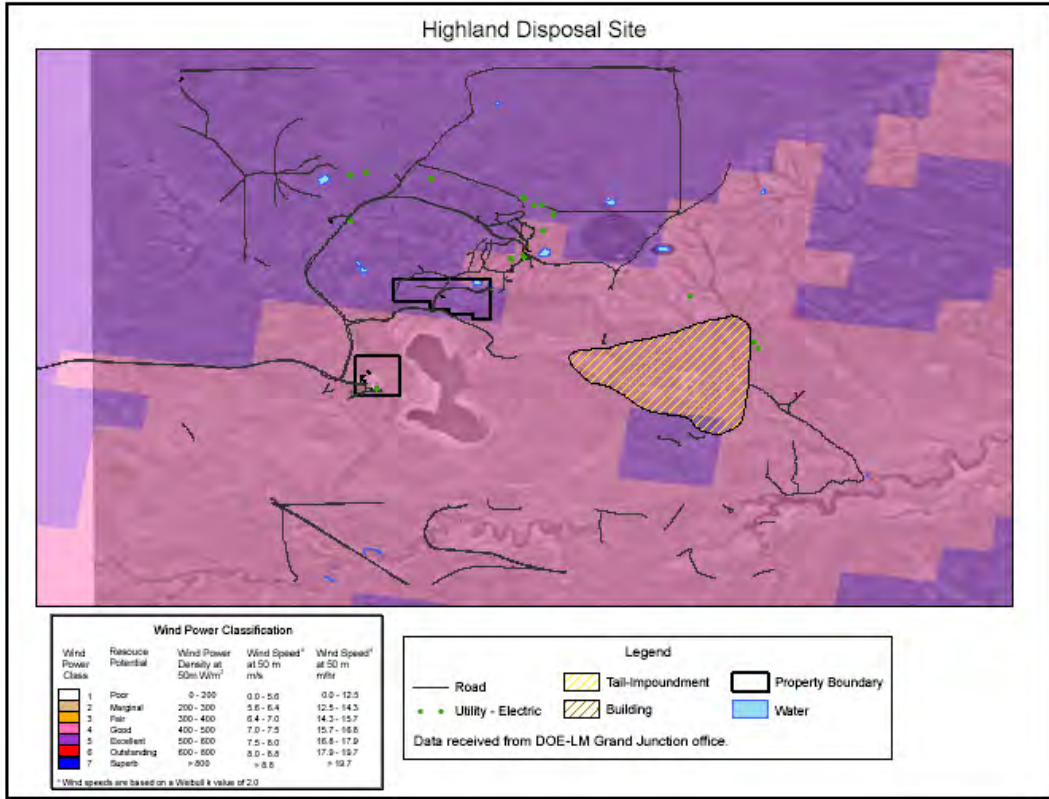 Highland Disposal Site
Wind Power Classification
Wind Power Class Resouce Potential Wind Power Density at 50m W/m² Wind Speedª at 50 m m/s Wind Speedª at 50 m m/hr
1 Poor 0 - 200 0.0 - 5.6 0.0 - 12.5
2 Marginal 200 - 300 5.6 - 6.4 12.5 - 14.3
3 Fair 300 - 400 6.4 - 7.0 14.3 - 15.7
4 Good 400 - 500 7.0 - 7.5 15.7 - 16.8
5 Excellent 500 - 600 7.5 - 8.0 16.8 - 17.9
6 Outstanding 600 - 800 8.0 - 8.8 17.9 - 19.7
7 Superb > 800 > 8.8 > 19.7
ª Wind speeds are based on a Weibull k value of 2.0
Legend
Road Tail-Impoundment Property Boundary
Utility - Electric Building Water
Data received from DOE-LM Grand Junction office.